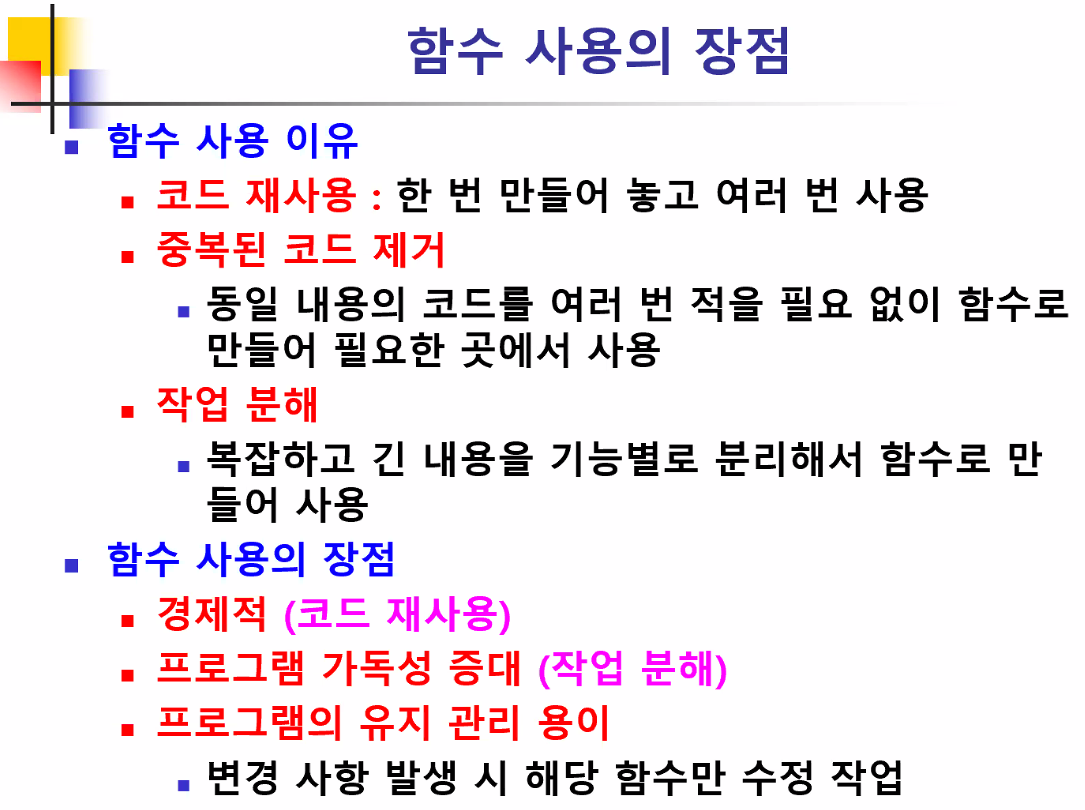 함수 사용의 장점
함수 사용 이유
코드 재사용 : 한 번 만들어 놓고 여러 번 사용
중복된 코드 제거
동일 내용의 코드를 여러 번 적을 필요 없이 함수로
만들어 필요한 곳에서 사용
작업 분해
복잡하고 긴 내용을 기능별로 분리해서 함수로 만
들어 사용
함수 사용의 장점
경제적 (코드 재사용)
프로그램 가독성 증대 (작업 분해)
프로그램의 유지 관리 용이
변경 사항 발생 시 해당 함수만 수정 작업